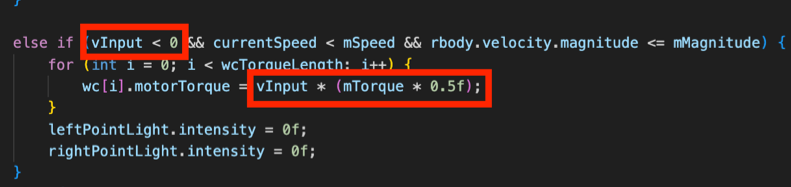 }
else if (vInput < 0 && currentSpeed < mSpeed && rbody.velocity.magnitude <= mMagnitude) {
for (int i = 0; i < wcTorqueLength; i++) {
wc[i].motorTorque = vInput * (mTorque * 0.5f);
}
leftPointLight.intensity = 0f;
rightPointLight.intensity = 0f;
}